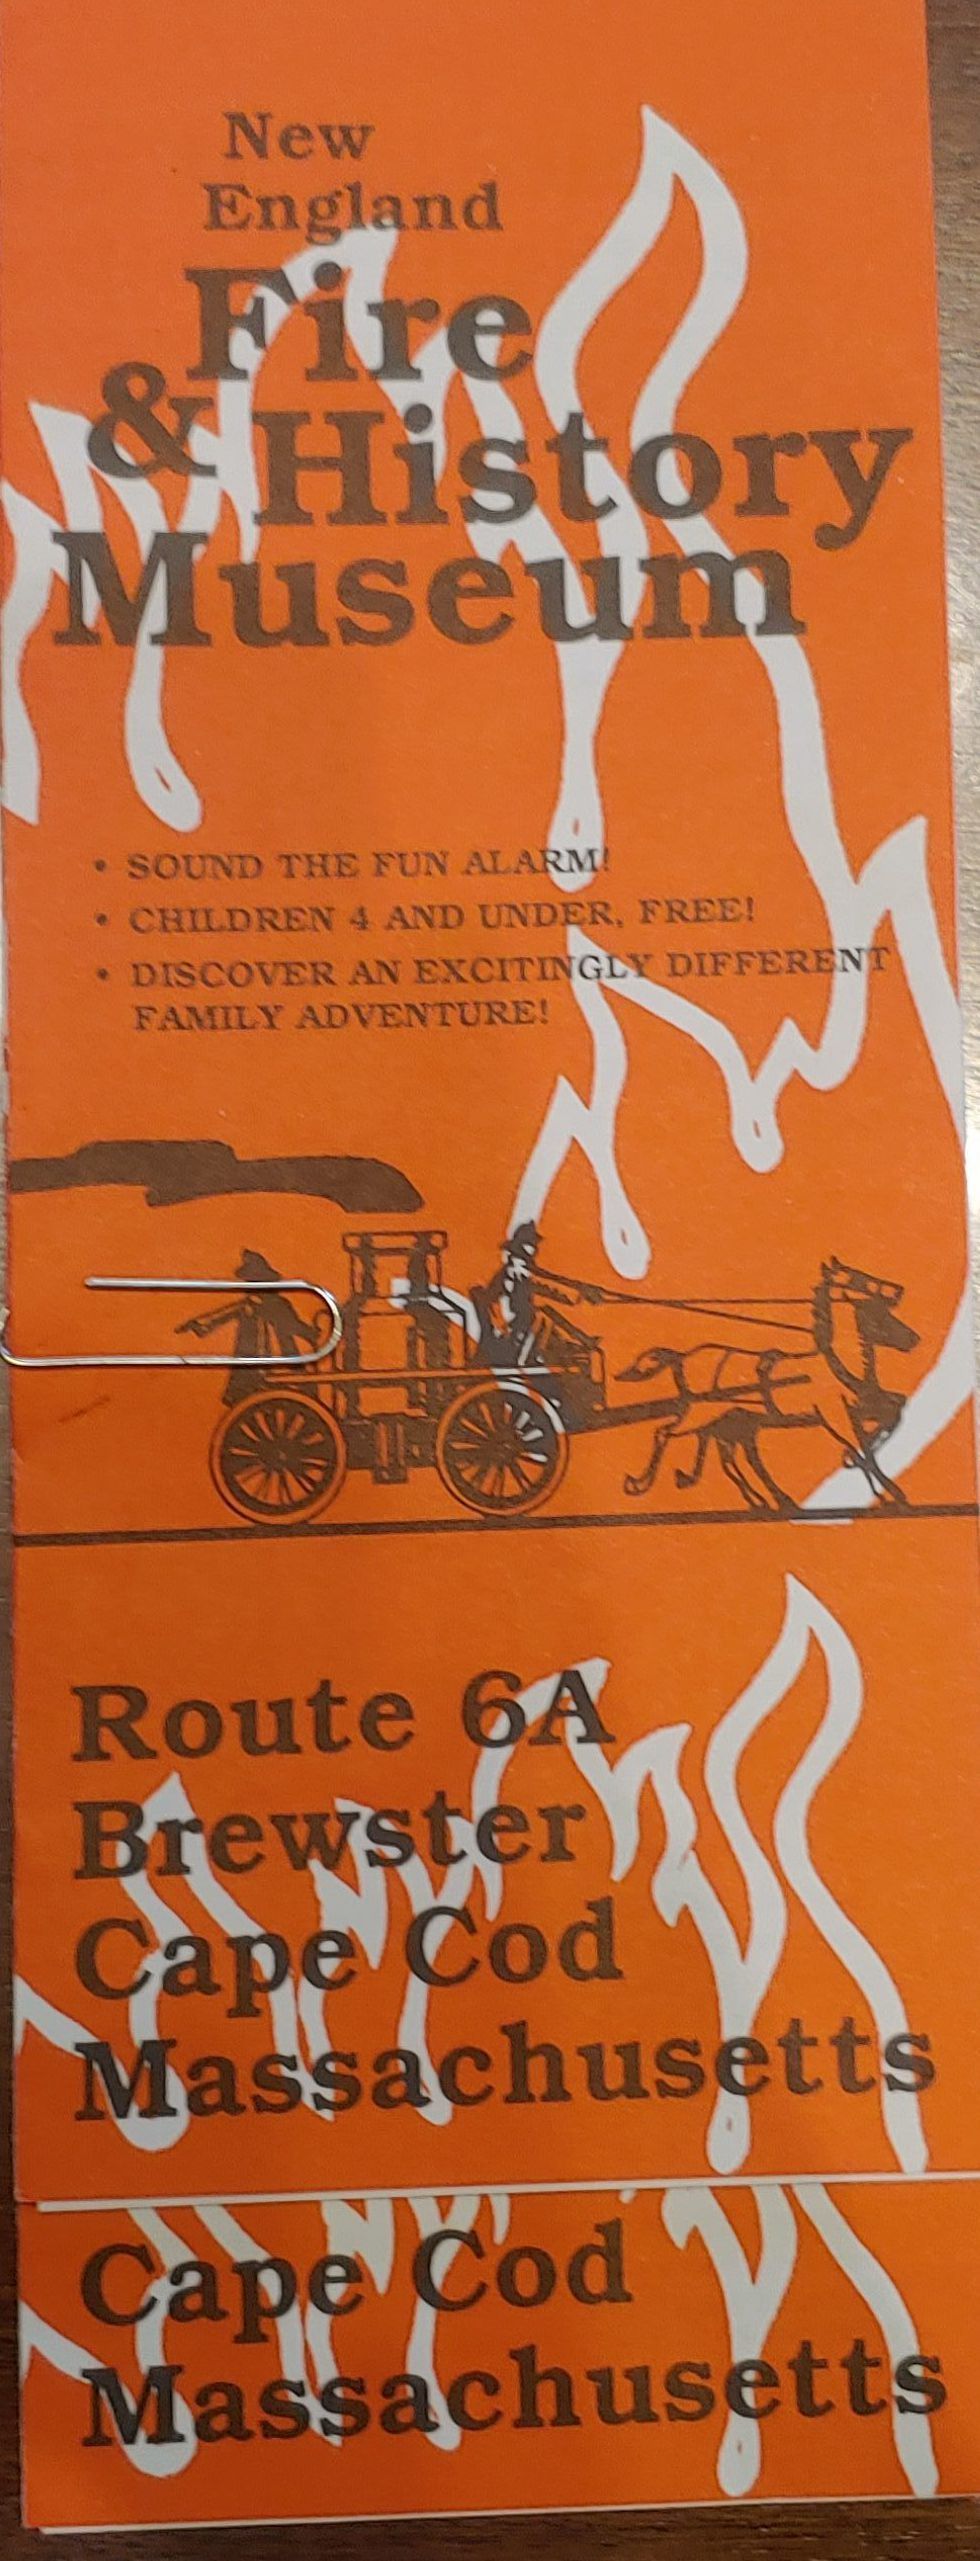 New
England
Fire
& History
Museum
• SOUND THE FUN ALARM!
• CHILDREN 4 AND UNDER, FREE!
• DISCOVER AN EXCITINGLY DIFFERENT
FAMILY ADVENTURE!
Route 6A
Brewster
Cape Cod
Massachusetts
Cape Cod
Massachusetts